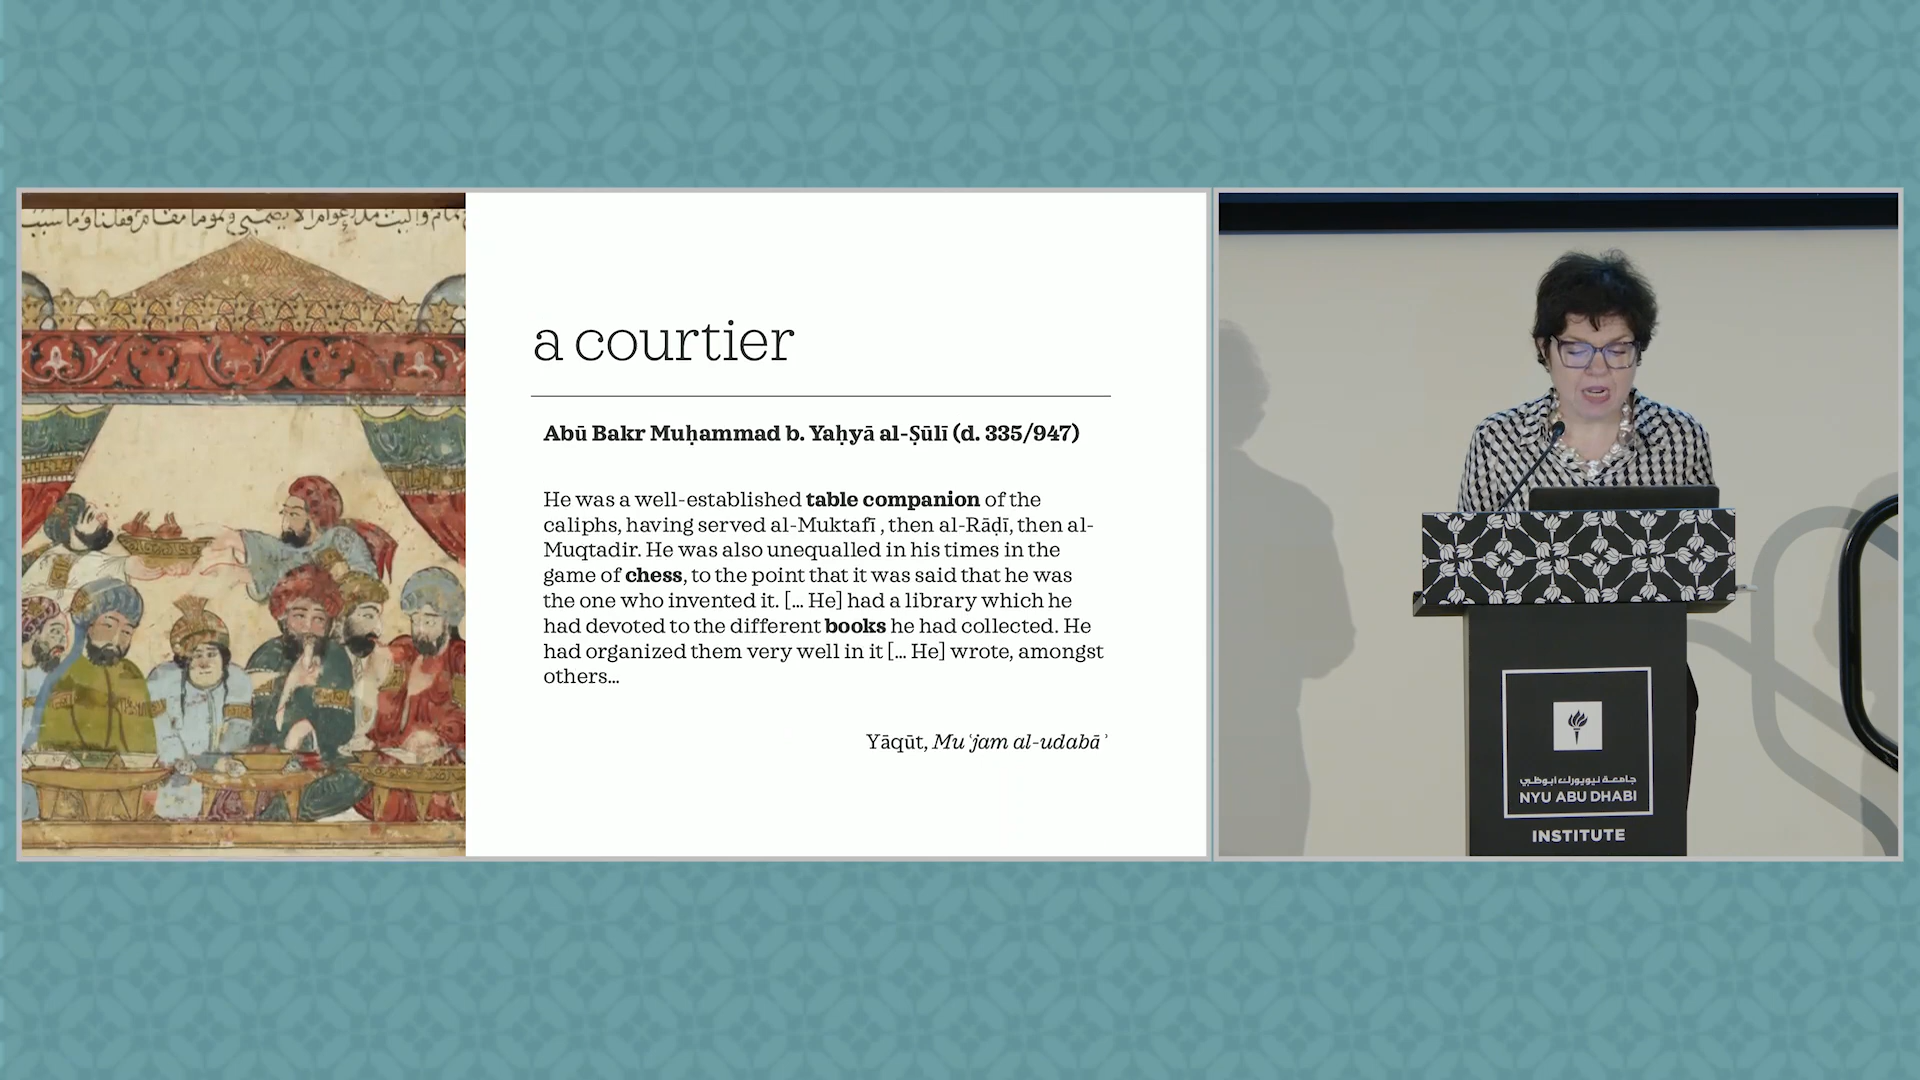 a courtier
Abū Bakr Muḥammad b. Yaḥyā al-Ṣūlī (d. 335/947)
He was a well-established table companion of the
caliphs, having served al-Muktafī , then al-Rāḍī, then al-
Muqtadir. He was also unequalled in his times in the
game of chess, to the point that it was said that he was
the one who invented it. [... He] had a library which he
had devoted to the different books he had collected. He
had organized them very well in it [... He] wrote, amongst
others...
Yāqūt, Muʿjam al-udabāʾ
جامعة نيويورك أبوظبي
NYU ABU DHABI
INSTITUTE